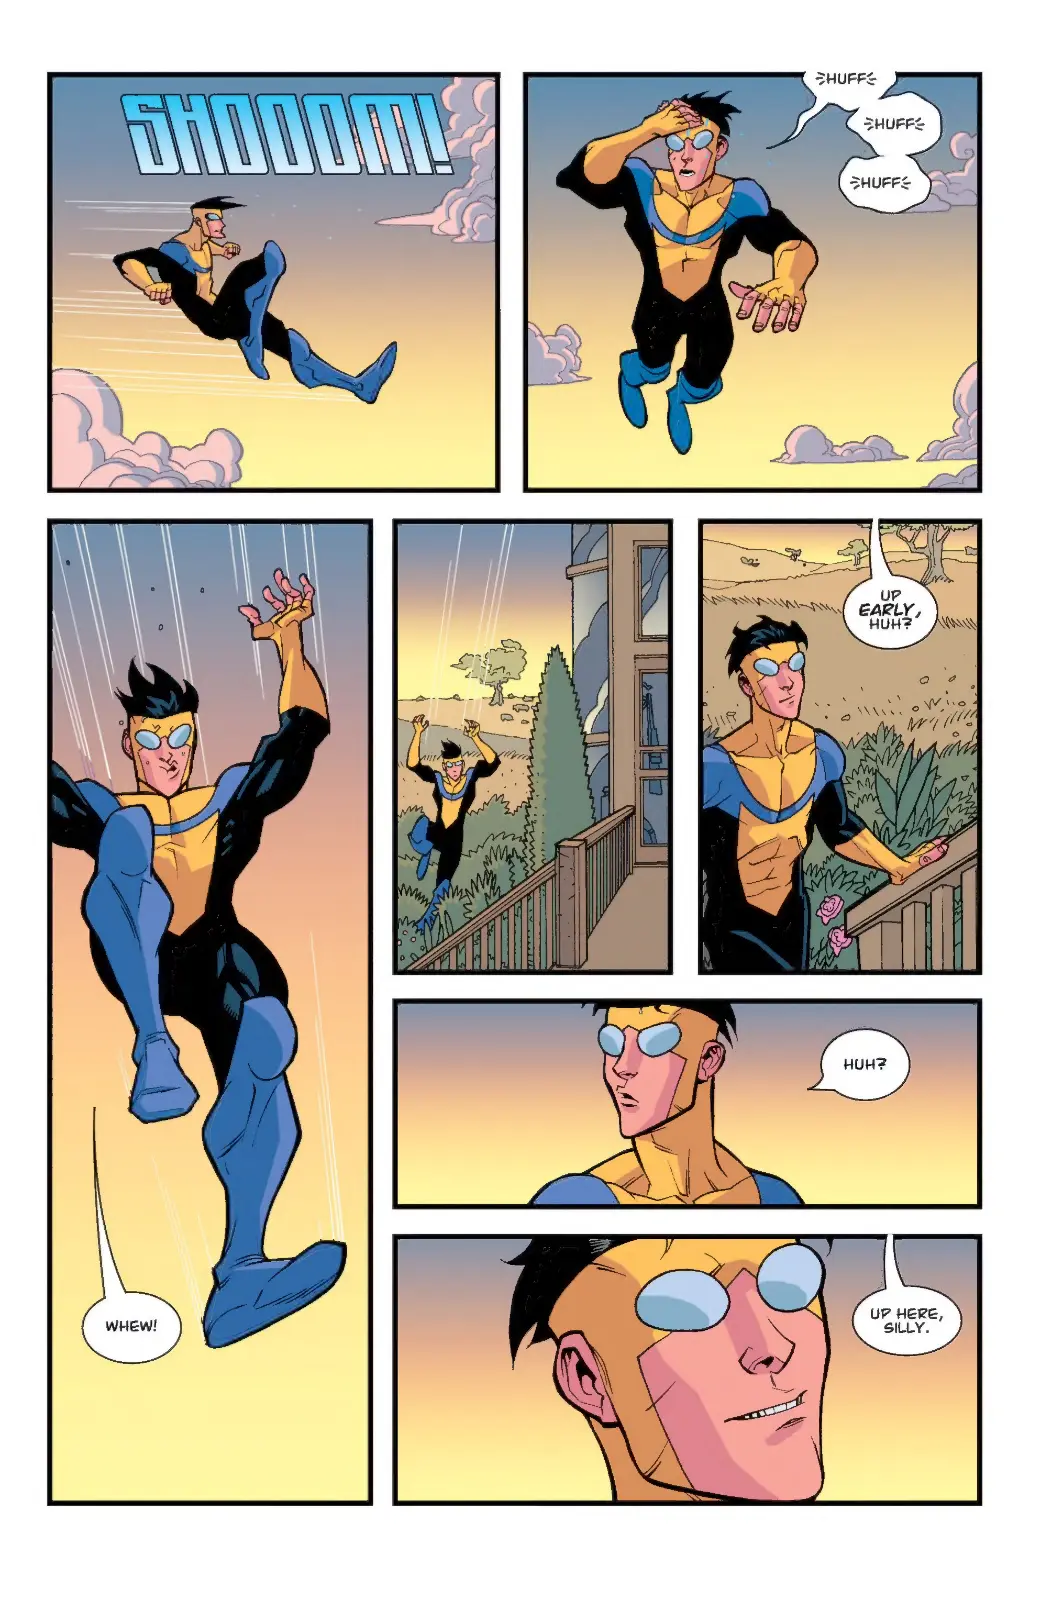 SHOOOM!
HUFF
HUFF
HUFF
WHEW!
UP
EARLY,
HUH?
HUH?
UP HERE,
SILLY.